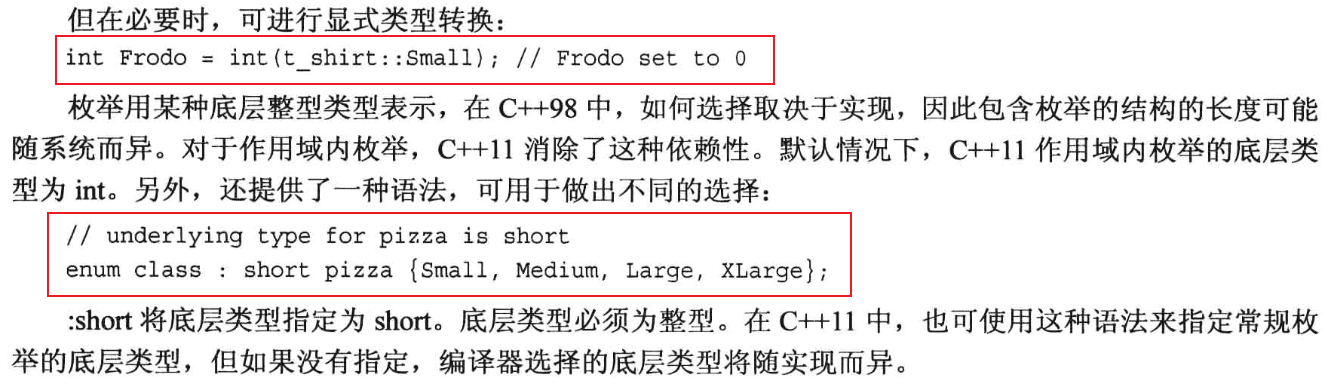 但在必要时，可进行显式类型转换：
int Frodo = int(t_shirt::Small); // Frodo set to 0
枚举用某种底层整型类型表示，在 C++98 中，如何选择取决于实现，因此包含枚举的结构的长度可能
随系统而异。对于作用域内枚举，C++11 消除了这种依赖性。默认情况下，C++11 作用域内枚举的底层类
型为 int。另外，还提供了一种语法，可用于做出不同的选择：
// underlying type for pizza is short
enum class : short pizza {Small, Medium, Large, XLarge};
:short 将底层类型指定为 short。底层类型必须为整型。在 C++11 中，也可使用这种语法来指定常规枚
举的底层类型，但如果没有指定，编译器选择的底层类型将随实现而异。